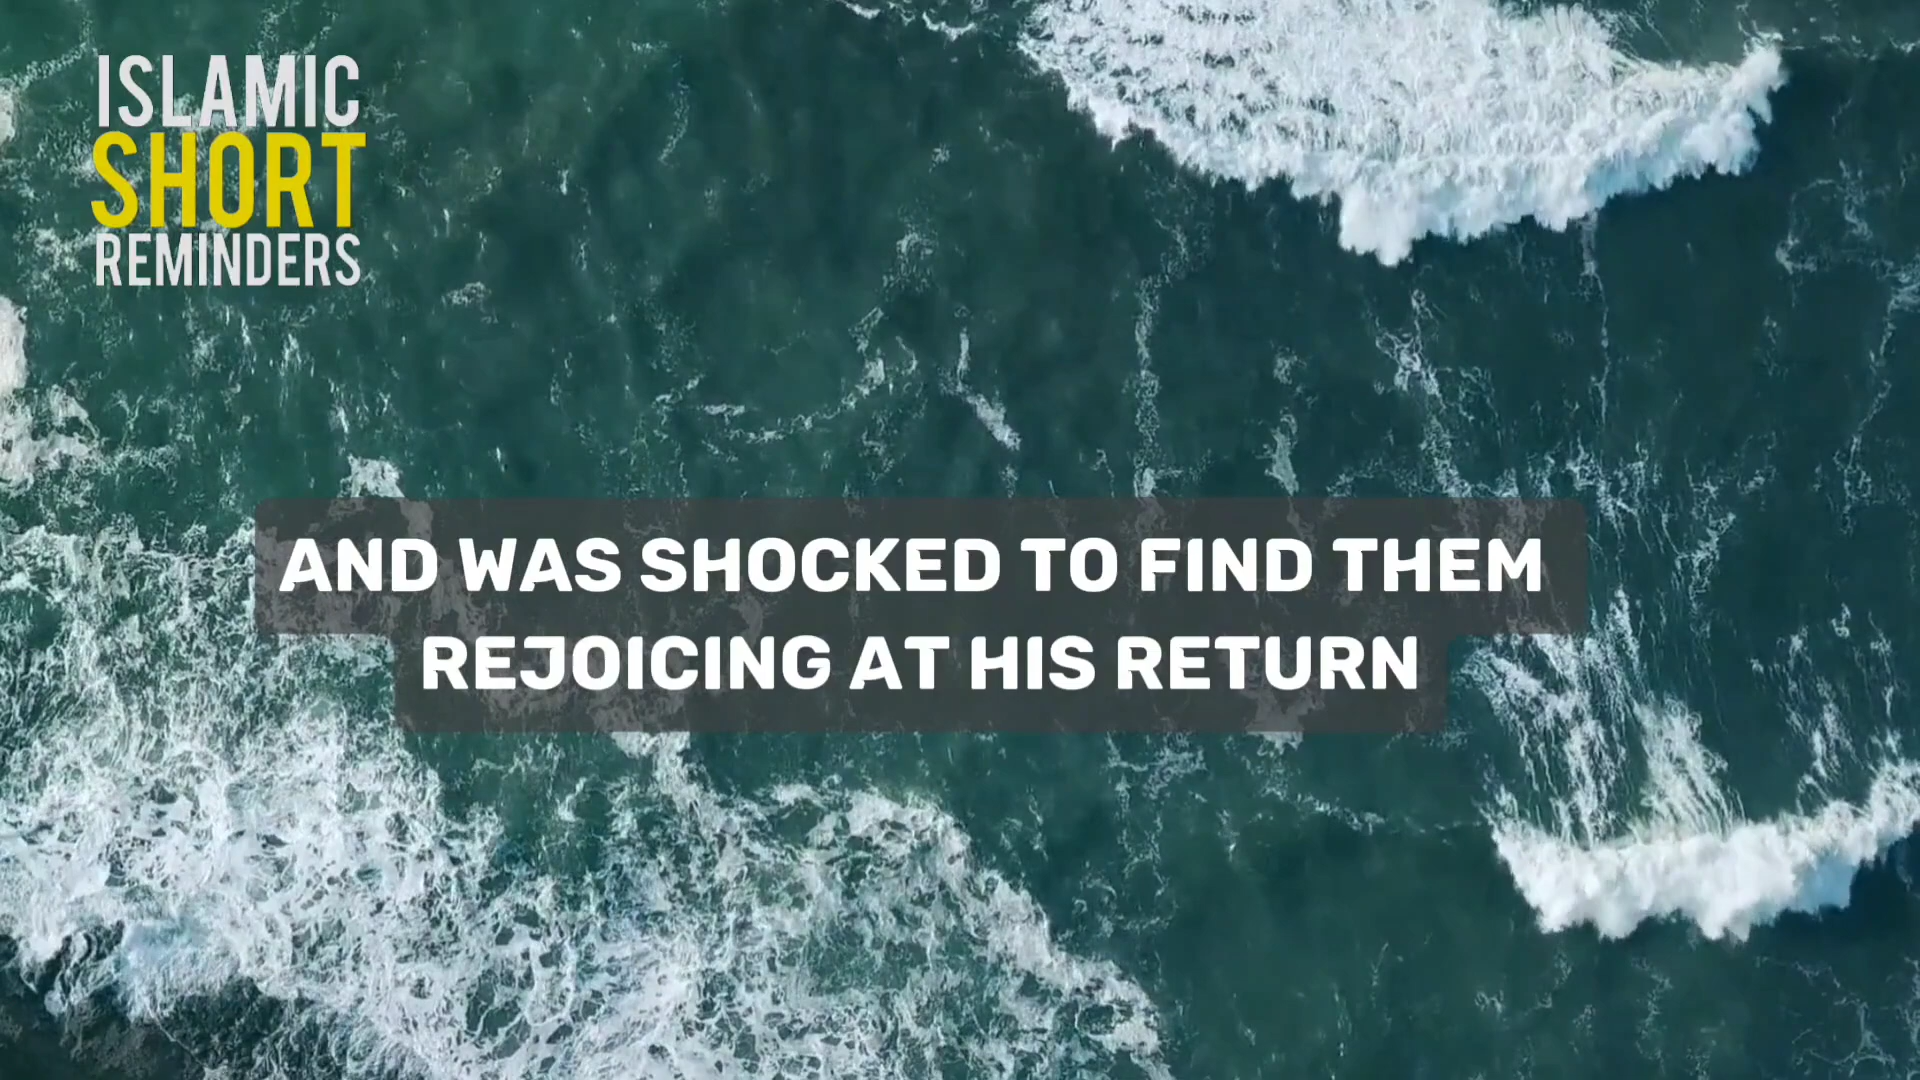 ISLAMIC
SHORT
REMINDERS
AND WAS SHOCKED TO FIND THEM
REJOICING AT HIS RETURN